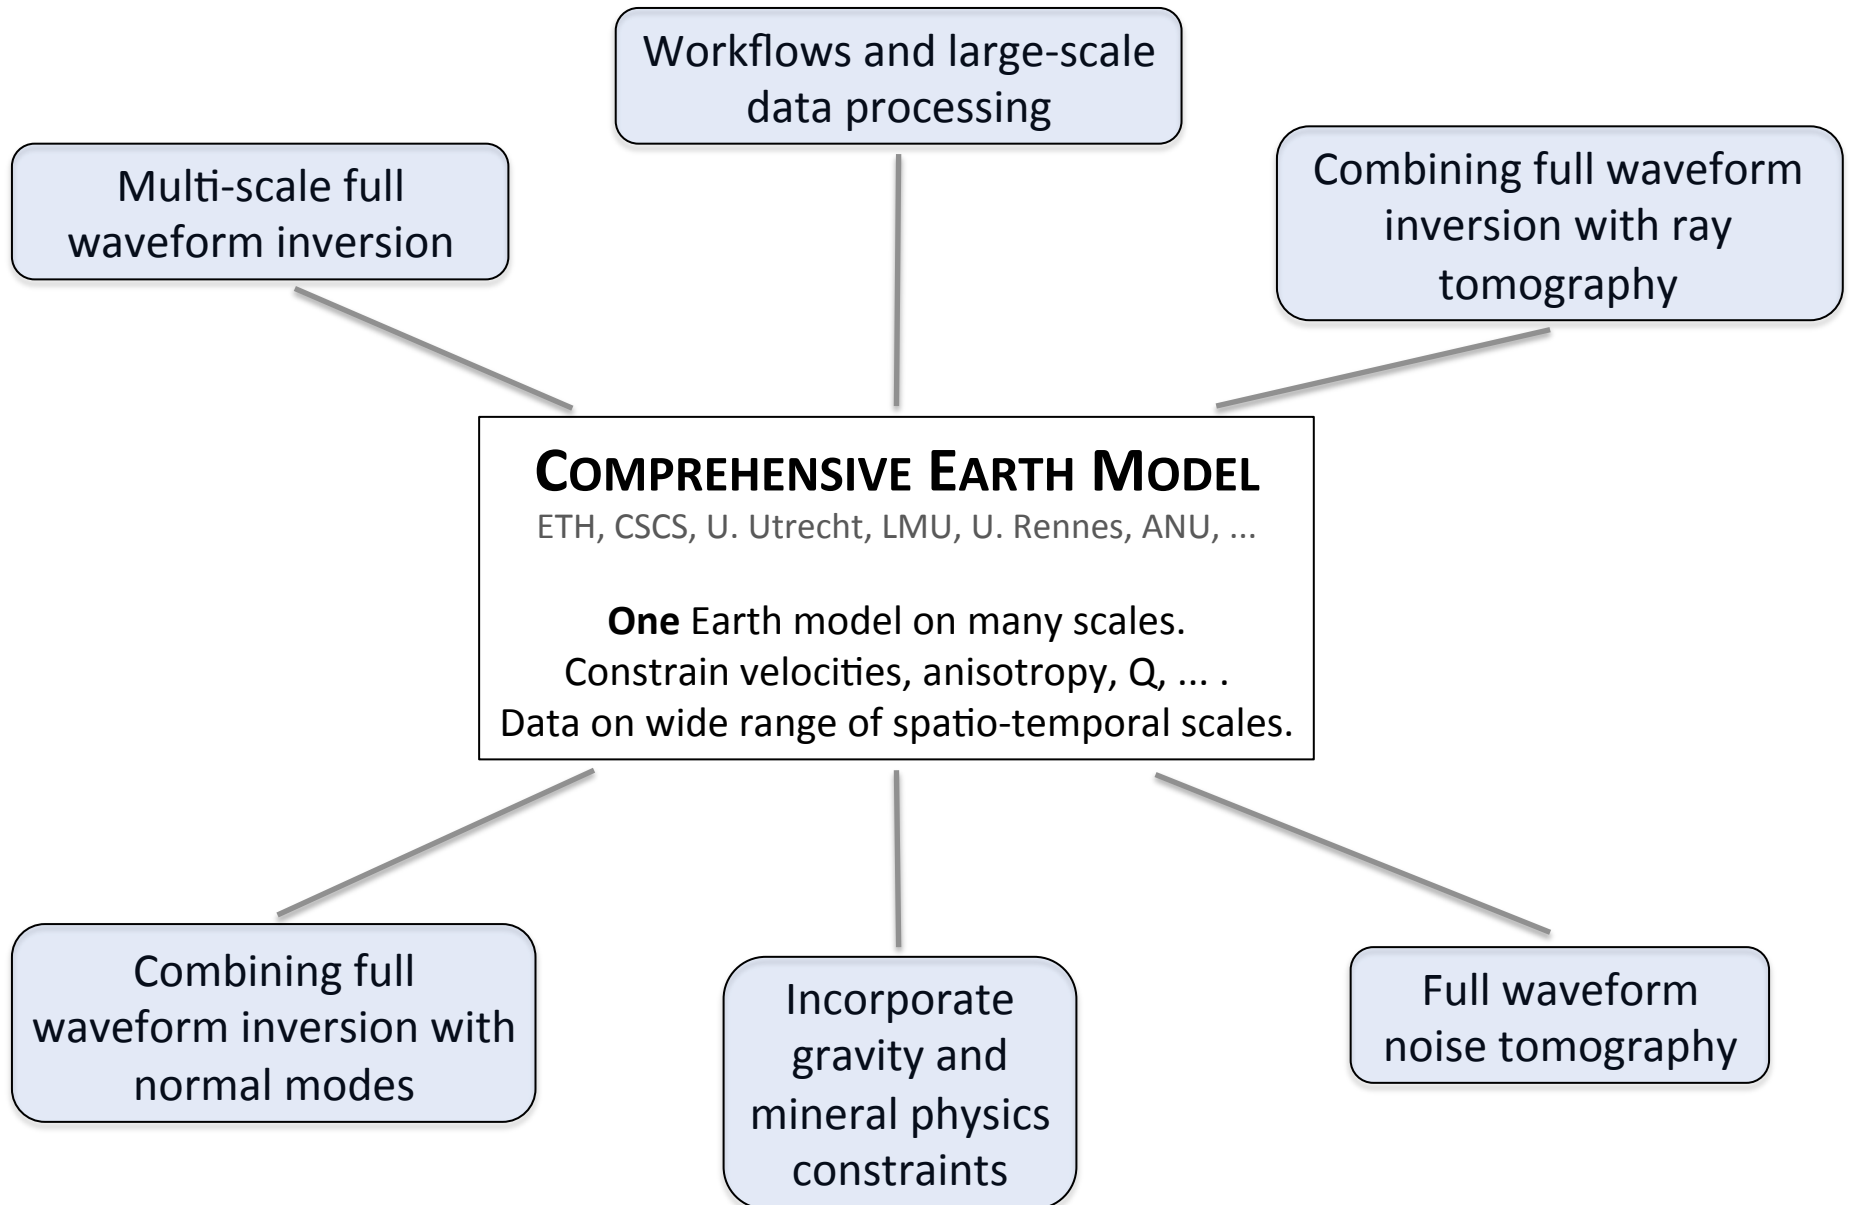 Workflows and large-scale
data processing
Multi-scale full
waveform inversion
Combining full waveform
inversion with ray
tomography
COMPREHENSIVE EARTH MODEL
ETH, CSCS, U. Utrecht, LMU, U. Rennes, ANU, ...
One Earth model on many scales.
Constrain velocities, anisotropy, Q, ... .
Data on wide range of spatio-temporal scales.
Combining full
waveform inversion with
normal modes
Incorporate
gravity and
mineral physics
constraints
Full waveform
noise tomography